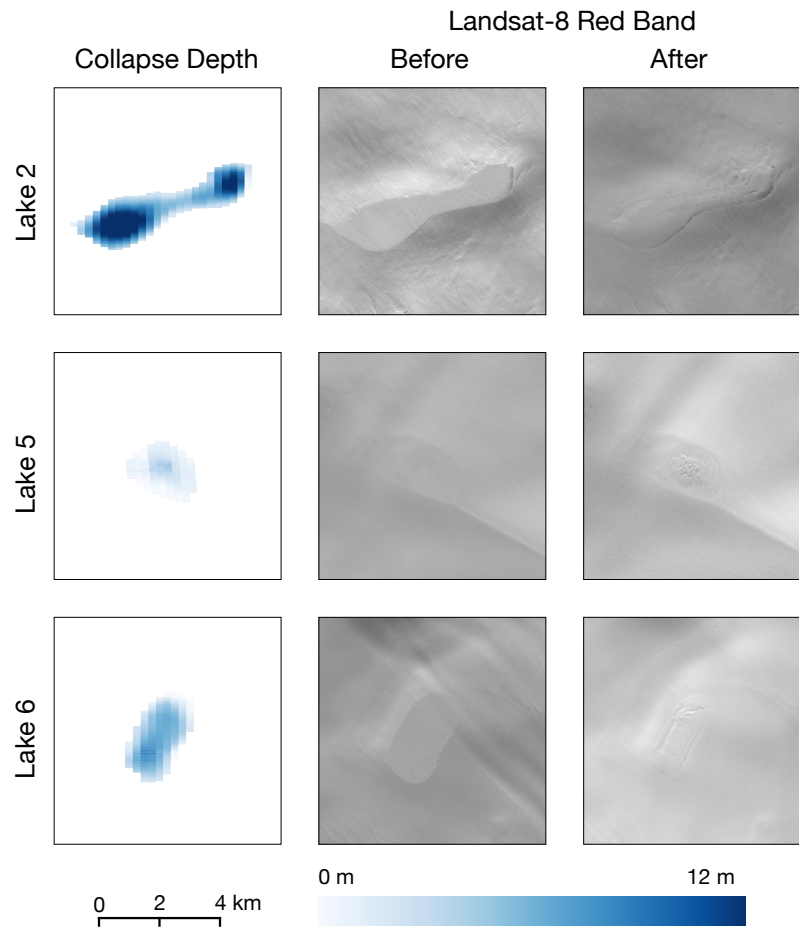 Landsat-8 Red Band
Collapse Depth Before After
Lake 2
Lake 5
Lake 6
0 m 12 m
0 2 4 km